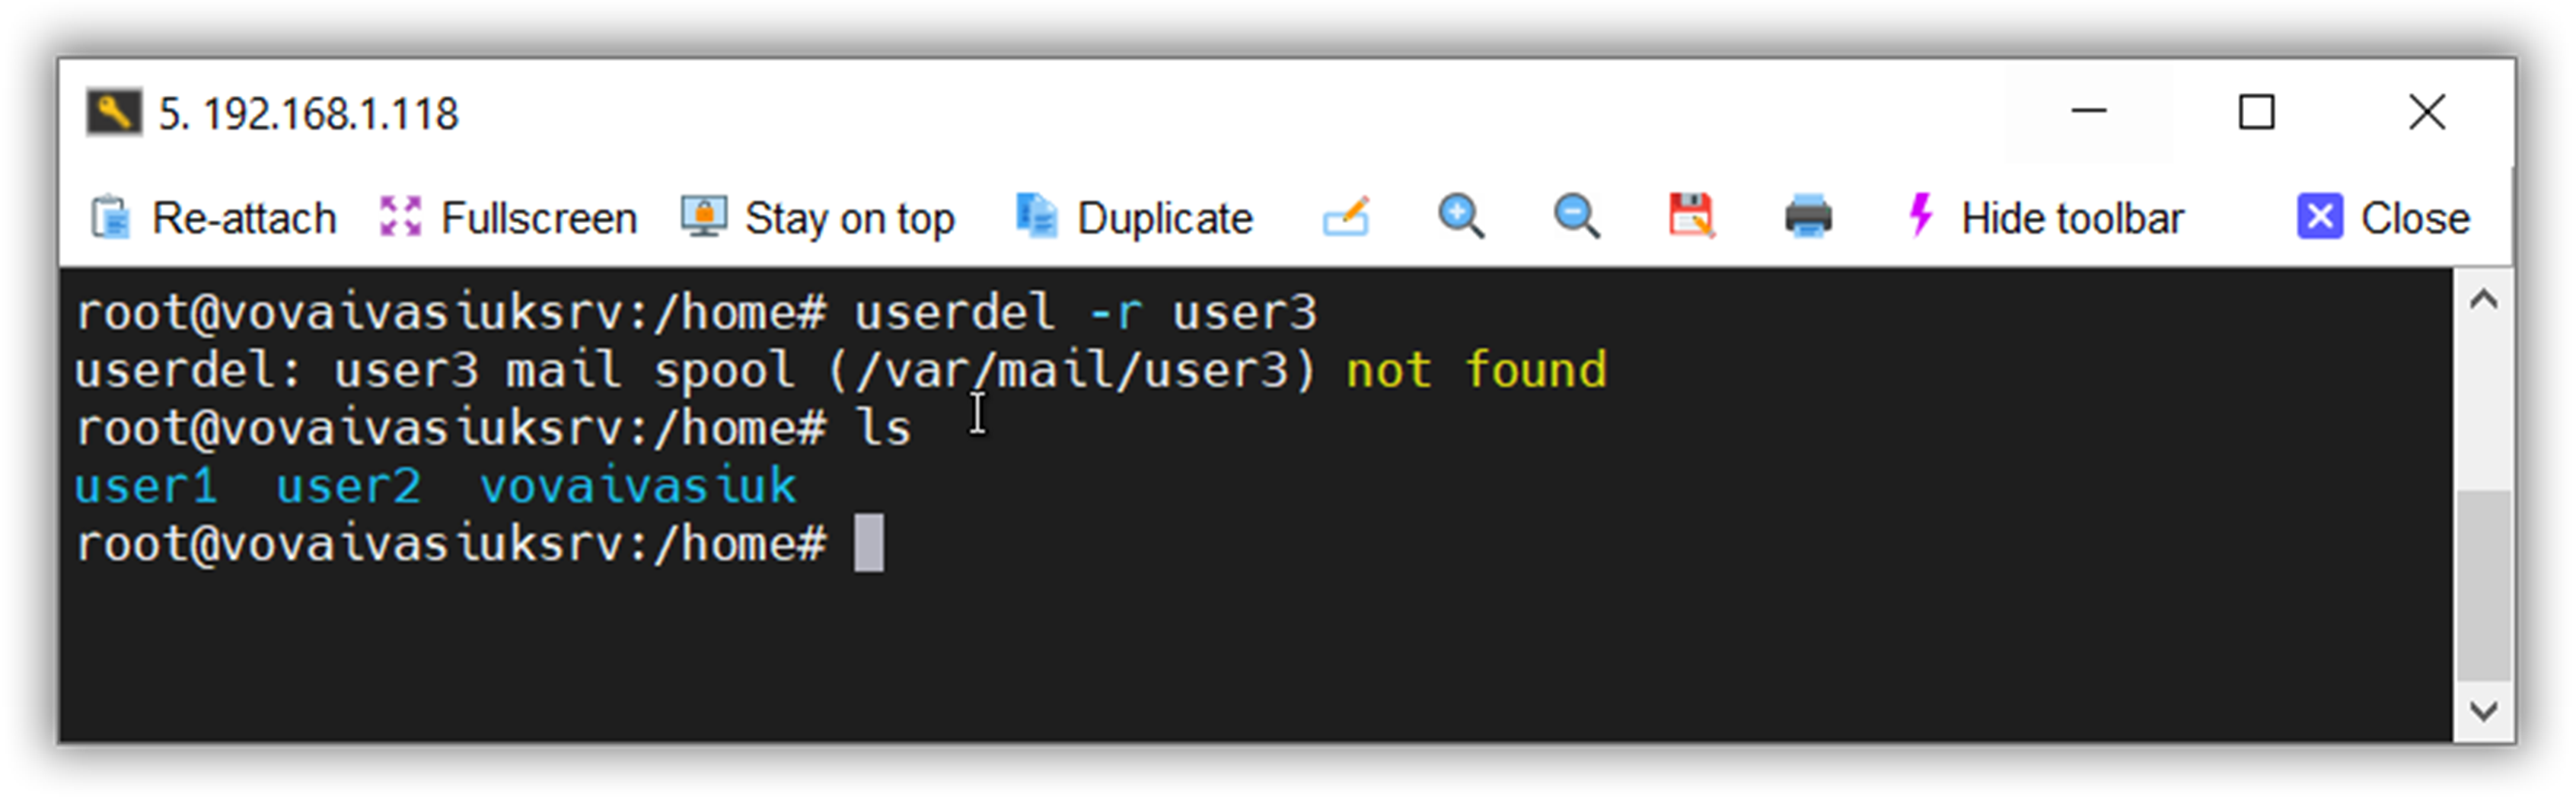 5. 192.168.1.118
Re-attach Fullscreen Stay on top Duplicate Hide toolbar Close
root@vovaivasiuksrv:/home# userdel -r user3
userdel: user3 mail spool (/var/mail/user3) not found
root@vovaivasiuksrv:/home# ls
user1  user2  vovaivasiuk
root@vovaivasiuksrv:/home#